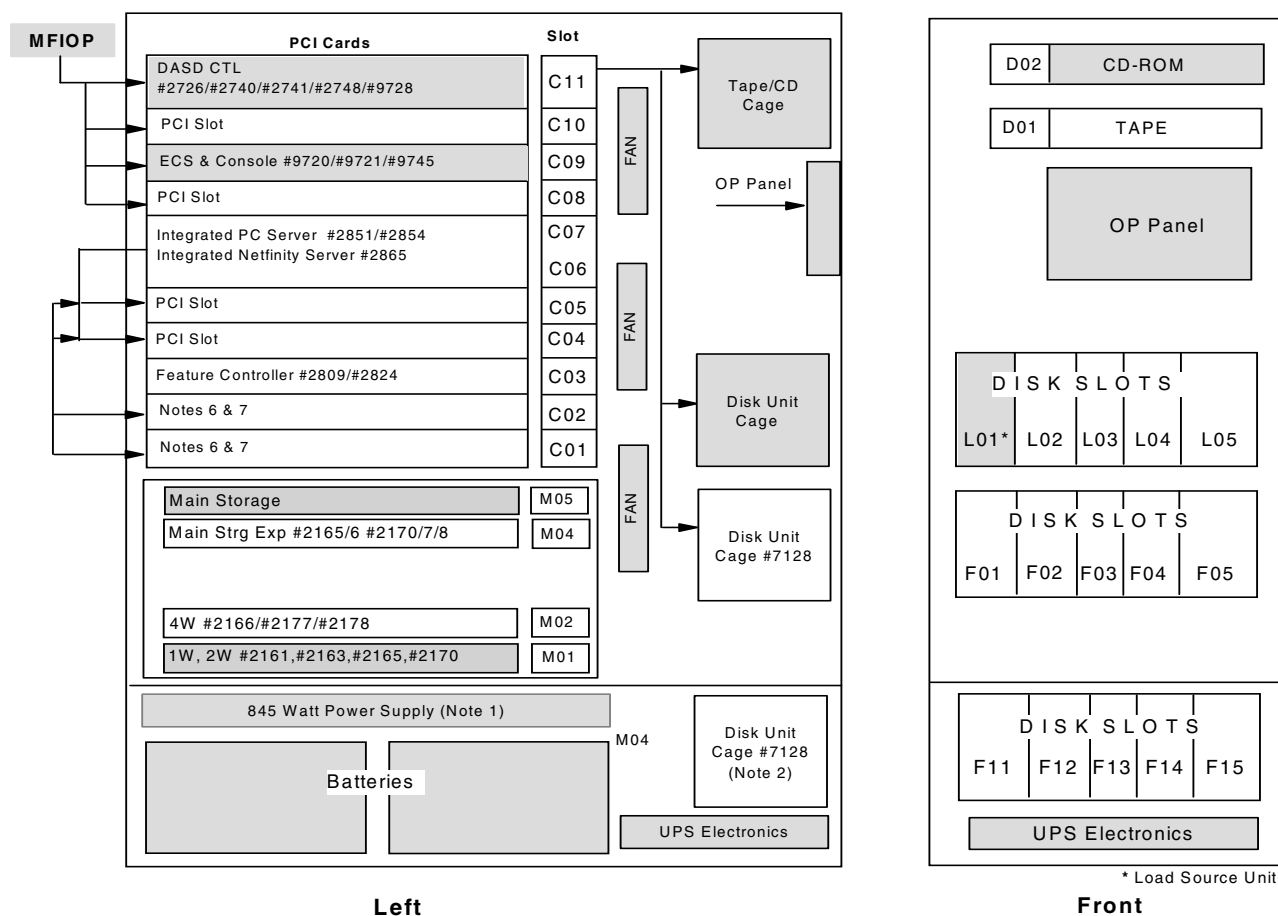 MFIOP
PCI Cards
Slot
DASD CTL
#2726/#2740/#2741/#2748/#9728
C11
PCI Slot
C10
ECS & Console #9720/#9721/#9745
C09
PCI Slot
C08
Integrated PC Server #2851/#2854
C07
Integrated Netfinity Server #2865
C06
PCI Slot
C05
PCI Slot
C04
Feature Controller #2809/#2824
C03
Notes 6 & 7
C02
Notes 6 & 7
C01
Main Storage
M05
Main Strg Exp #2165/6 #2170/7/8
M04
4W #2166/#2177/#2178
M02
1W, 2W #2161,#2163,#2165,#2170
M01
845 Watt Power Supply (Note 1)
M04
Batteries
FAN
FAN
FAN
Tape/CD
Cage
OP Panel
Disk Unit
Cage
Disk Unit
Cage #7128
Disk Unit
Cage #7128
(Note 2)
UPS Electronics
Left
D02 CD-ROM
D01 TAPE
OP Panel
DISK SLOTS
L01* L02 L03 L04 L05
DISK SLOTS
F01 F02 F03 F04 F05
DISK SLOTS
F11 F12 F13 F14 F15
UPS Electronics
* Load Source Unit
Front